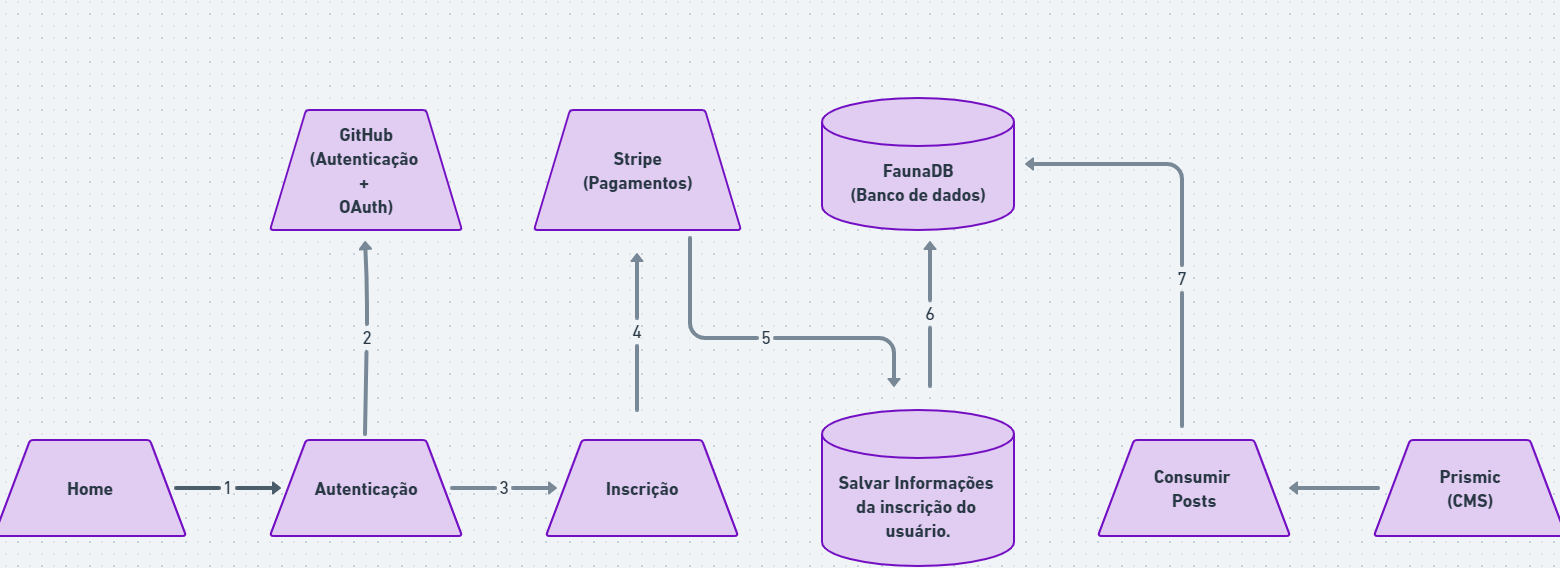 GitHub
(Autenticação
+
OAuth)
Stripe
(Pagamentos)
FaunaDB
(Banco de dados)
7
6
2
4
5
Home
1
Autenticação
3
Inscrição
Salvar Informações
da inscrição do
usuário.
Consumir
Posts
Prismic
(CMS)